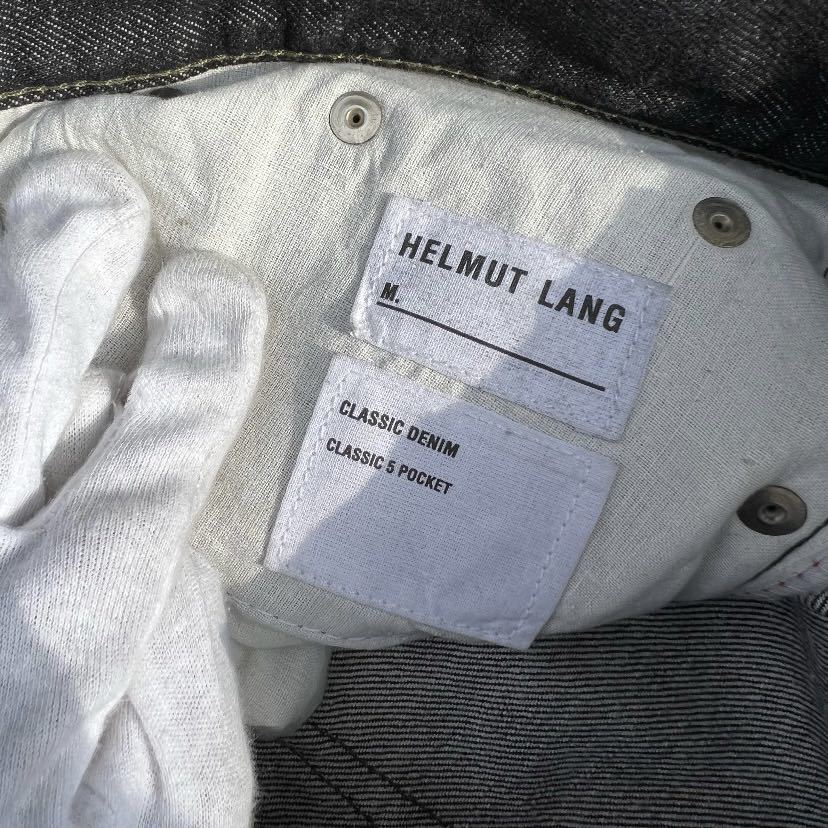 HELMUT LANG
M.
CLASSIC DENIM
CLASSIC 5 POCKET